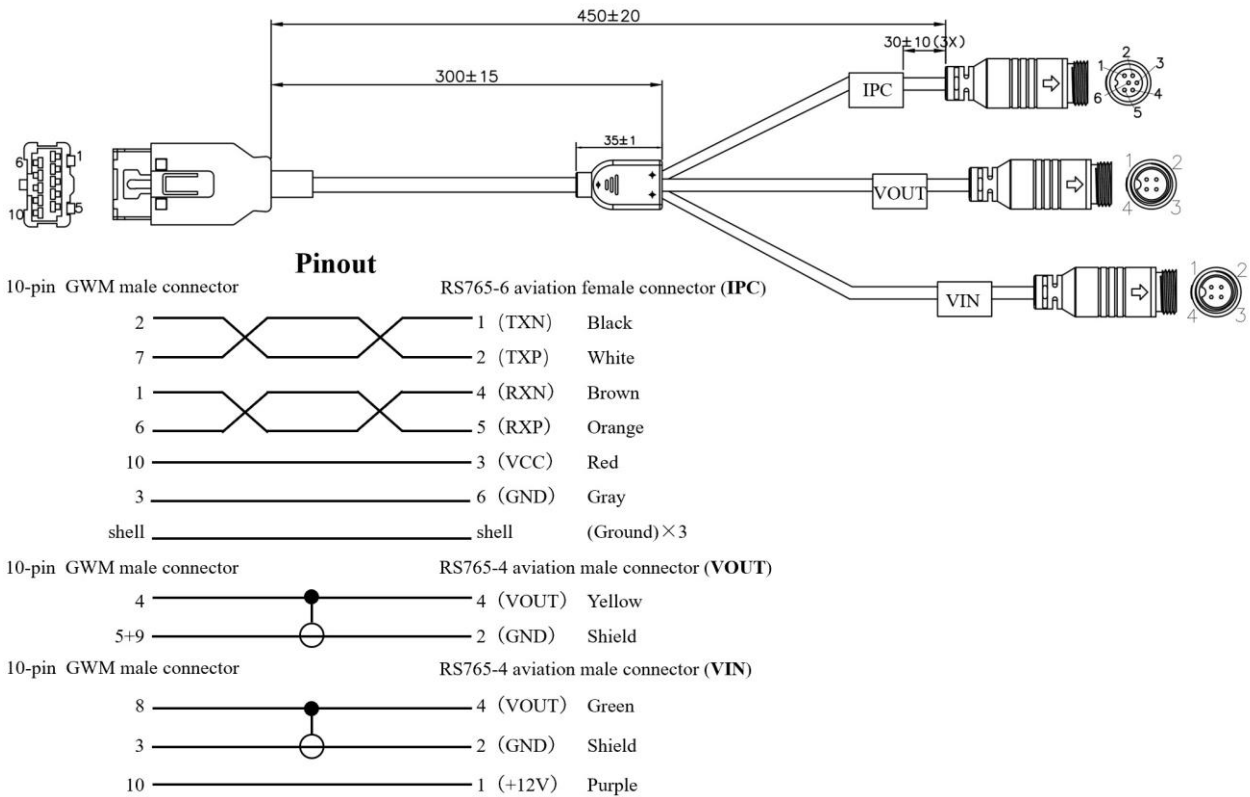 450±20
30±10(3X)
300±15
35±1
IPC
1 2 3
6 5 4
6 1
10 5
VOUT
1 2
4 3
VIN
1 2
4 3
Pinout
10-pin GWM male connector RS765-6 aviation female connector (IPC)
2 1 (TXN) Black
7 2 (TXP) White
1 4 (RXN) Brown
6 5 (RXP) Orange
10 3 (VCC) Red
3 6 (GND) Gray
shell shell (Ground)×3
10-pin GWM male connector RS765-4 aviation male connector (VOUT)
4 4 (VOUT) Yellow
5+9 2 (GND) Shield
10-pin GWM male connector RS765-4 aviation male connector (VIN)
8 4 (VOUT) Green
3 2 (GND) Shield
10 1 (+12V) Purple